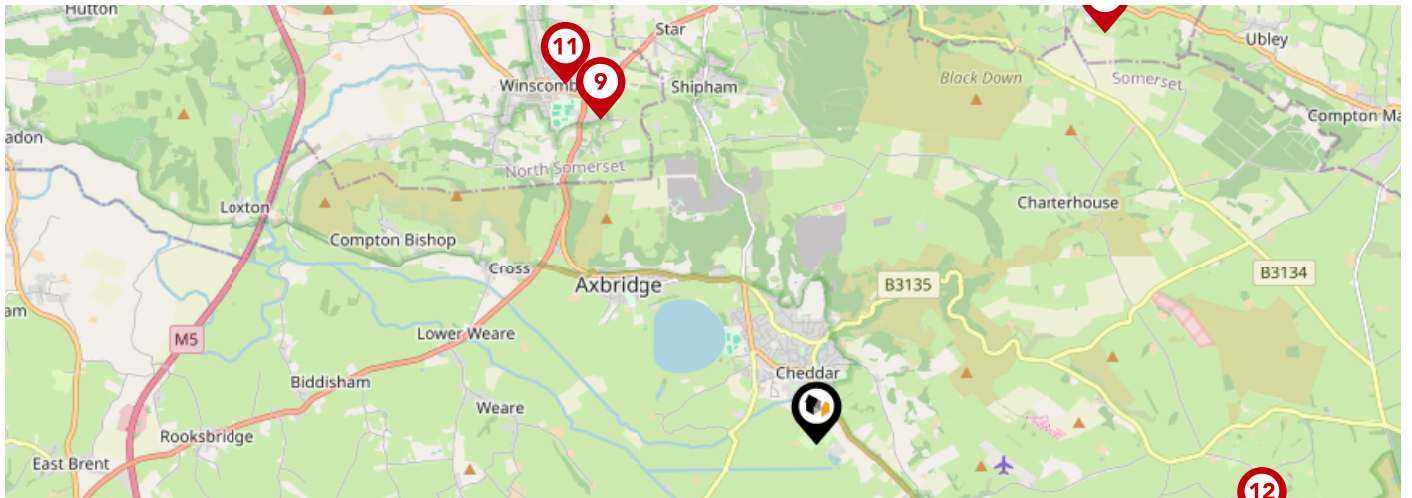 Hutton
Star
11
Ubley
9
Black Down
Somerset
Winscomb
Shipham
Compton Ma
adon
North Somerset
Charterhouse
Loxton
Compton Bishop
Cross
B3134
Axbridge
B3135
am
M5
Lower Weare
Cheddar
Biddisham
Weare
Rooksbridge
East Brent
12